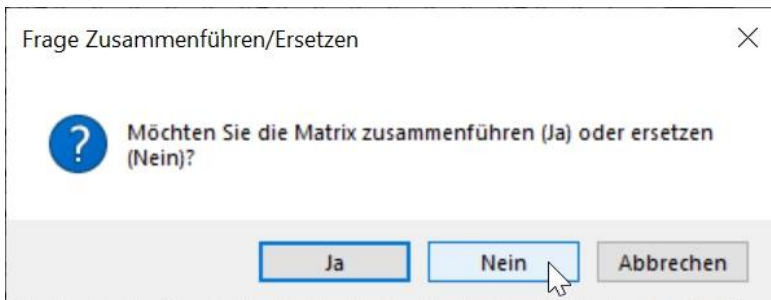 Frage Zusammenführen/Ersetzen
Möchten Sie die Matrix zusammenführen (Ja) oder ersetzen
(Nein)?
Ja
Nein
Abbrechen